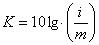 K = 10 lg · (i/m)